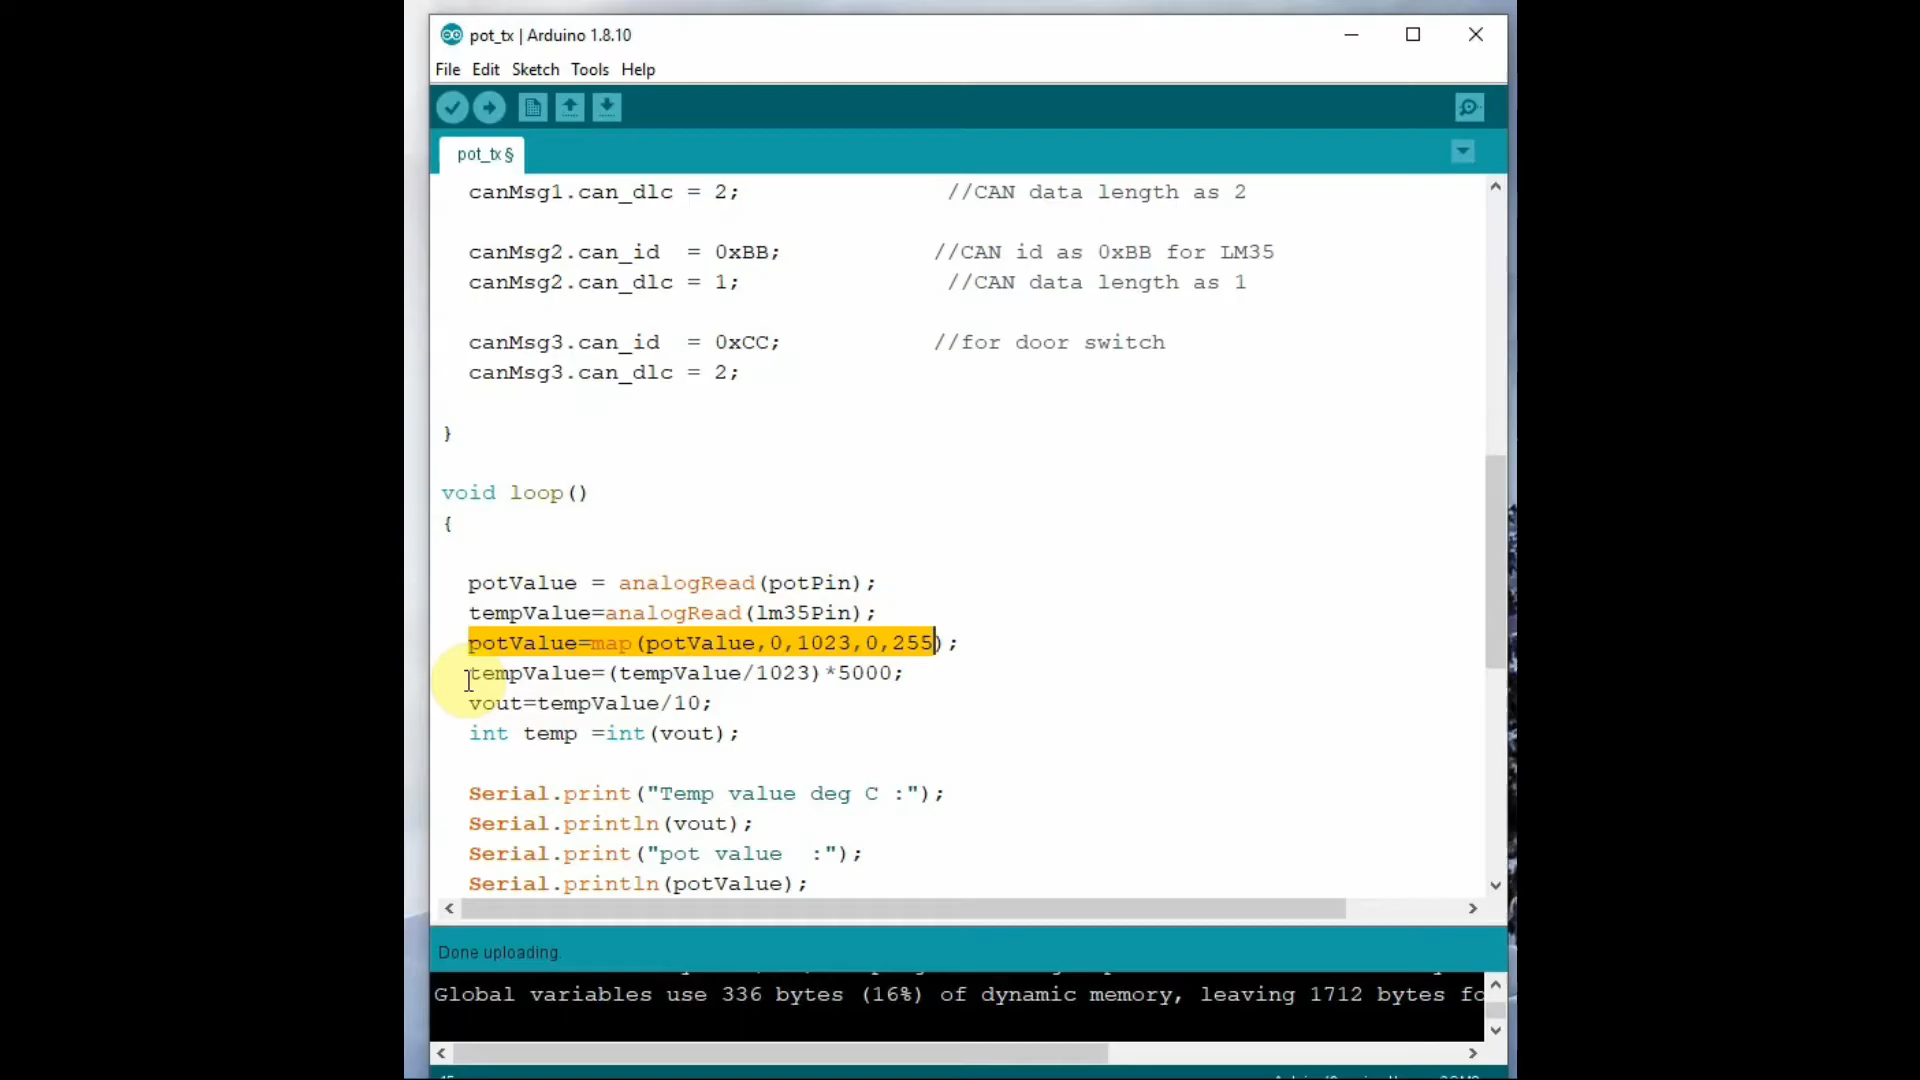 pot_tx | Arduino 1.8.10
File Edit Sketch Tools Help
pot_tx §
canMsg1.can_dlc = 2; //CAN data length as 2
canMsg2.can_id = 0xBB; //CAN id as 0xBB for LM35
canMsg2.can_dlc = 1; //CAN data length as 1
canMsg3.can_id = 0xCC; //for door switch
canMsg3.can_dlc = 2;
}
void loop()
{
potValue = analogRead(potPin);
tempValue=analogRead(lm35Pin);
potValue=map(potValue,0,1023,0,255);
tempValue=(tempValue/1023)*5000;
vout=tempValue/10;
int temp =int(vout);
Serial.print("Temp value deg C :");
Serial.println(vout);
Serial.print("pot value  :");
Serial.println(potValue);
Done uploading.
Global variables use 336 bytes (16%) of dynamic memory, leaving 1712 bytes fo